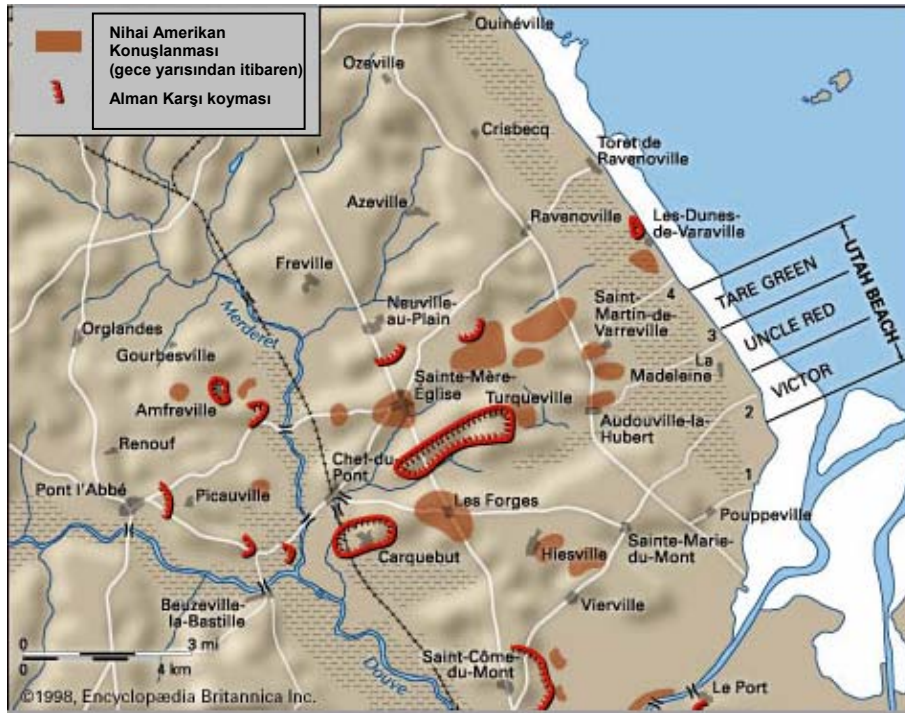 Nihai Amerikan
Konuşlanması
(gece yarısından itibaren)
Alman Karşı koyması
Quinéville
Ozeville
Crisbecq
Toret de
Ravenoville
Azeville
Ravenoville
Les-Dunes-
de-Varaville
Freville
Merderet
Neuville-
au-Plain
Saint-
Martin-de-
Varreville
4
TARE GREEN
UTAH BEACH
Orglandes
Gourbesville
3
UNCLE RED
La
Madeleine
Sainte-Mère-
Église
Turqueville
VICTOR
Amfreville
2
Audouville-la-
Hubert
Renouf
Chef-du-
Pont
1
Pont l'Abbé
Picauville
Les Forges
Pouppeville
Sainte-Marie-
du-Mont
Carquebut
Hiesville
Beuzeville-
la-Bastille
Vierville
0 3 mi
0 4 km
Douve
Saint-Côme-
du-Mont
Le Port
©1998, Encyclopædia Britannica Inc.